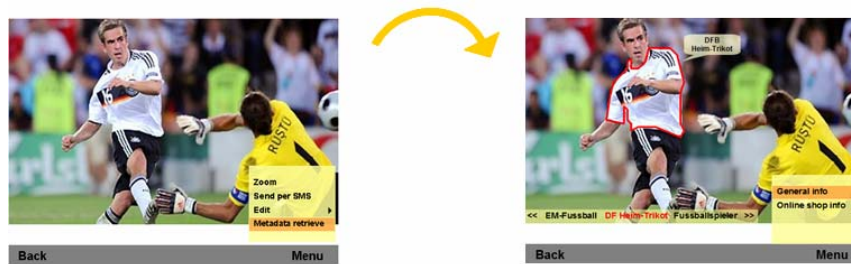 RUSTU
Zoom
Send per SMS
Edit
Metadata retrieve
Back
Menu
DFB
Heim-Trikot
RUSTU
General info
Online shop info
<< EM-Fussball DF Heim-Trikot Fussballspieler >>
Back
Menu